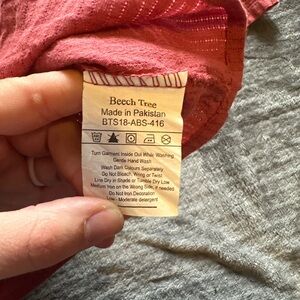 Beech Tree
Made in Pakistan
BTS18-ABS-416
Turn Garment Inside Out While Washing
Gentle Hand Wash
Wash Dark Colours Separately
Do Not Bleach, Wring or Twist
Line Dry in Shade or Tumble Dry Low
Medium Iron on the Wrong Side, if needed
Do Not Iron Decoration
Low - Moderate detergent